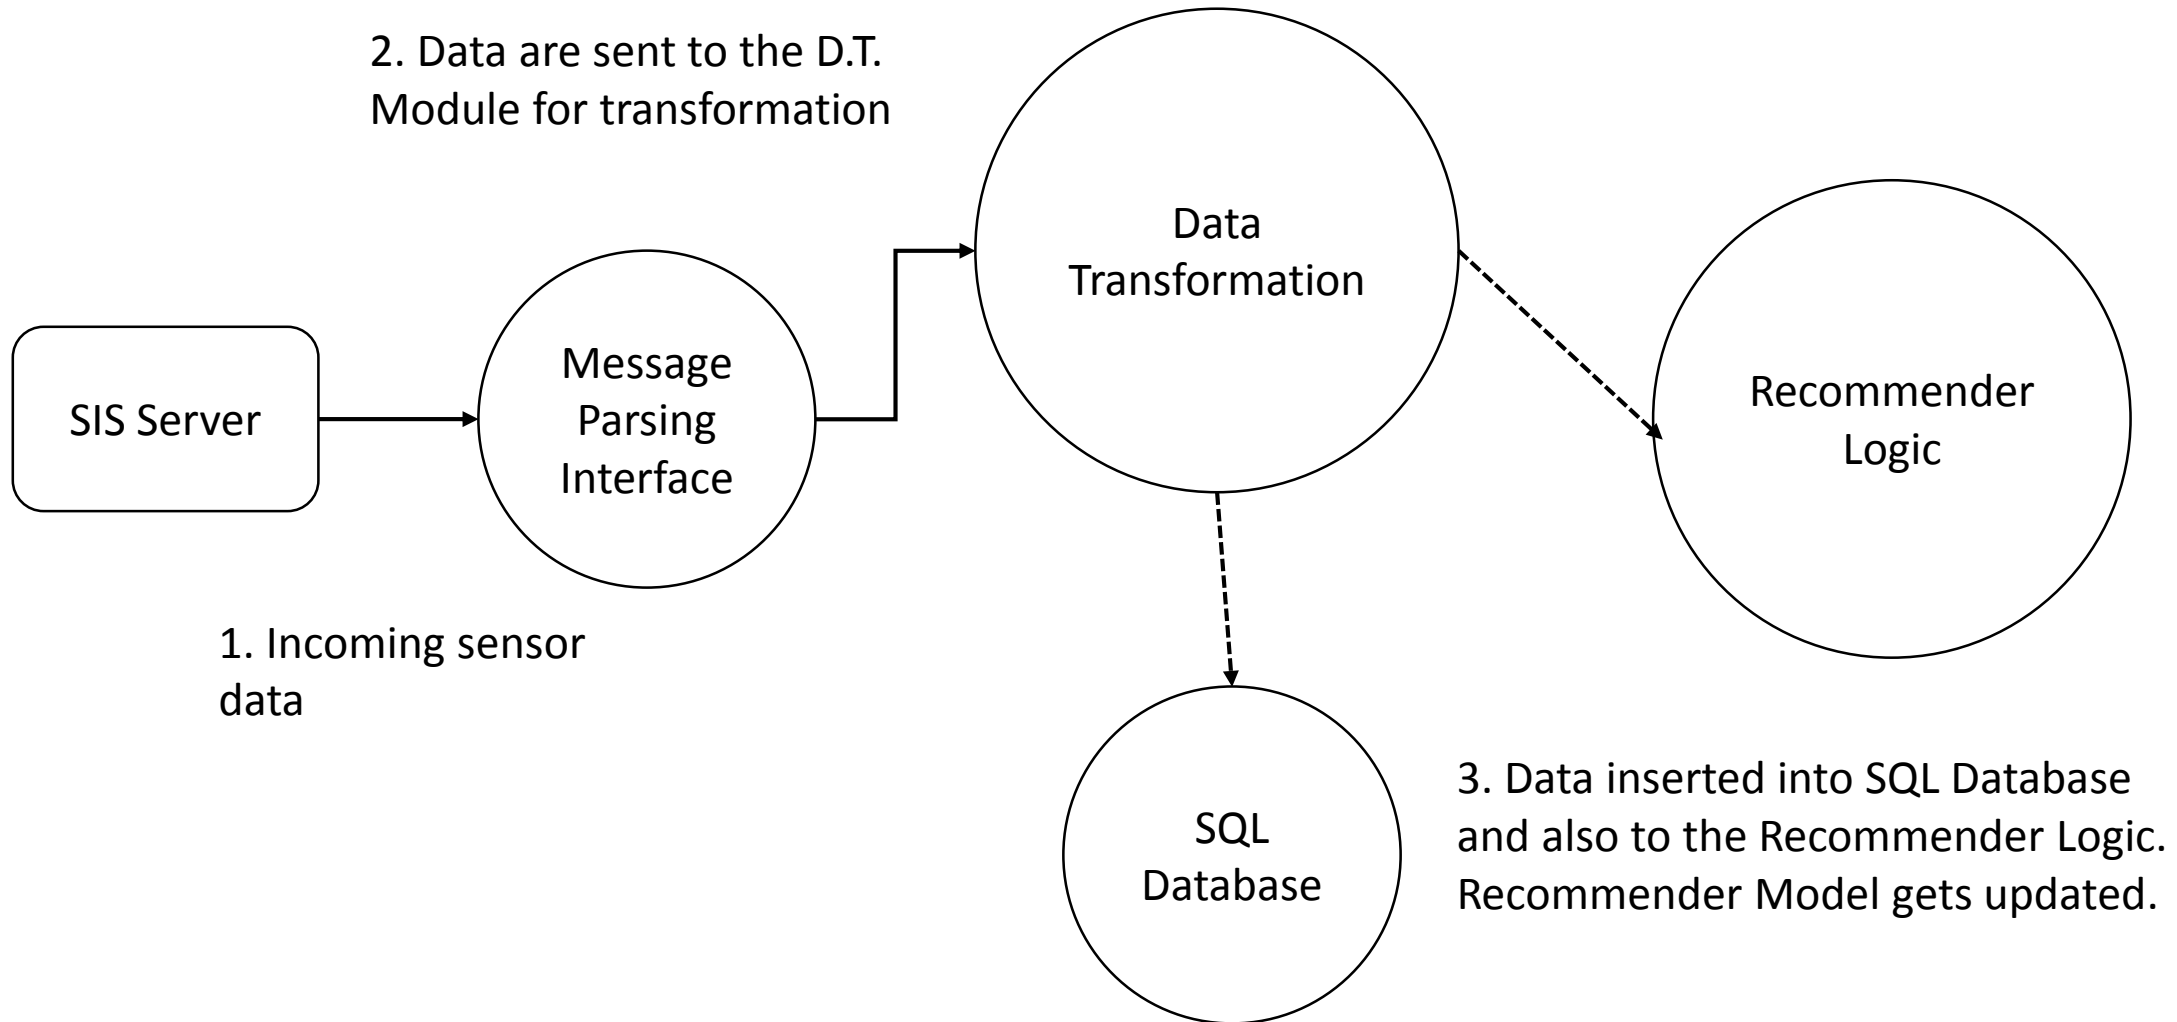 2. Data are sent to the D.T.
Module for transformation
Data
Transformation
Recommender
Logic
Message
Parsing
Interface
SIS Server
1. Incoming sensor
data
SQL
Database
3. Data inserted into SQL Database
and also to the Recommender Logic.
Recommender Model gets updated.